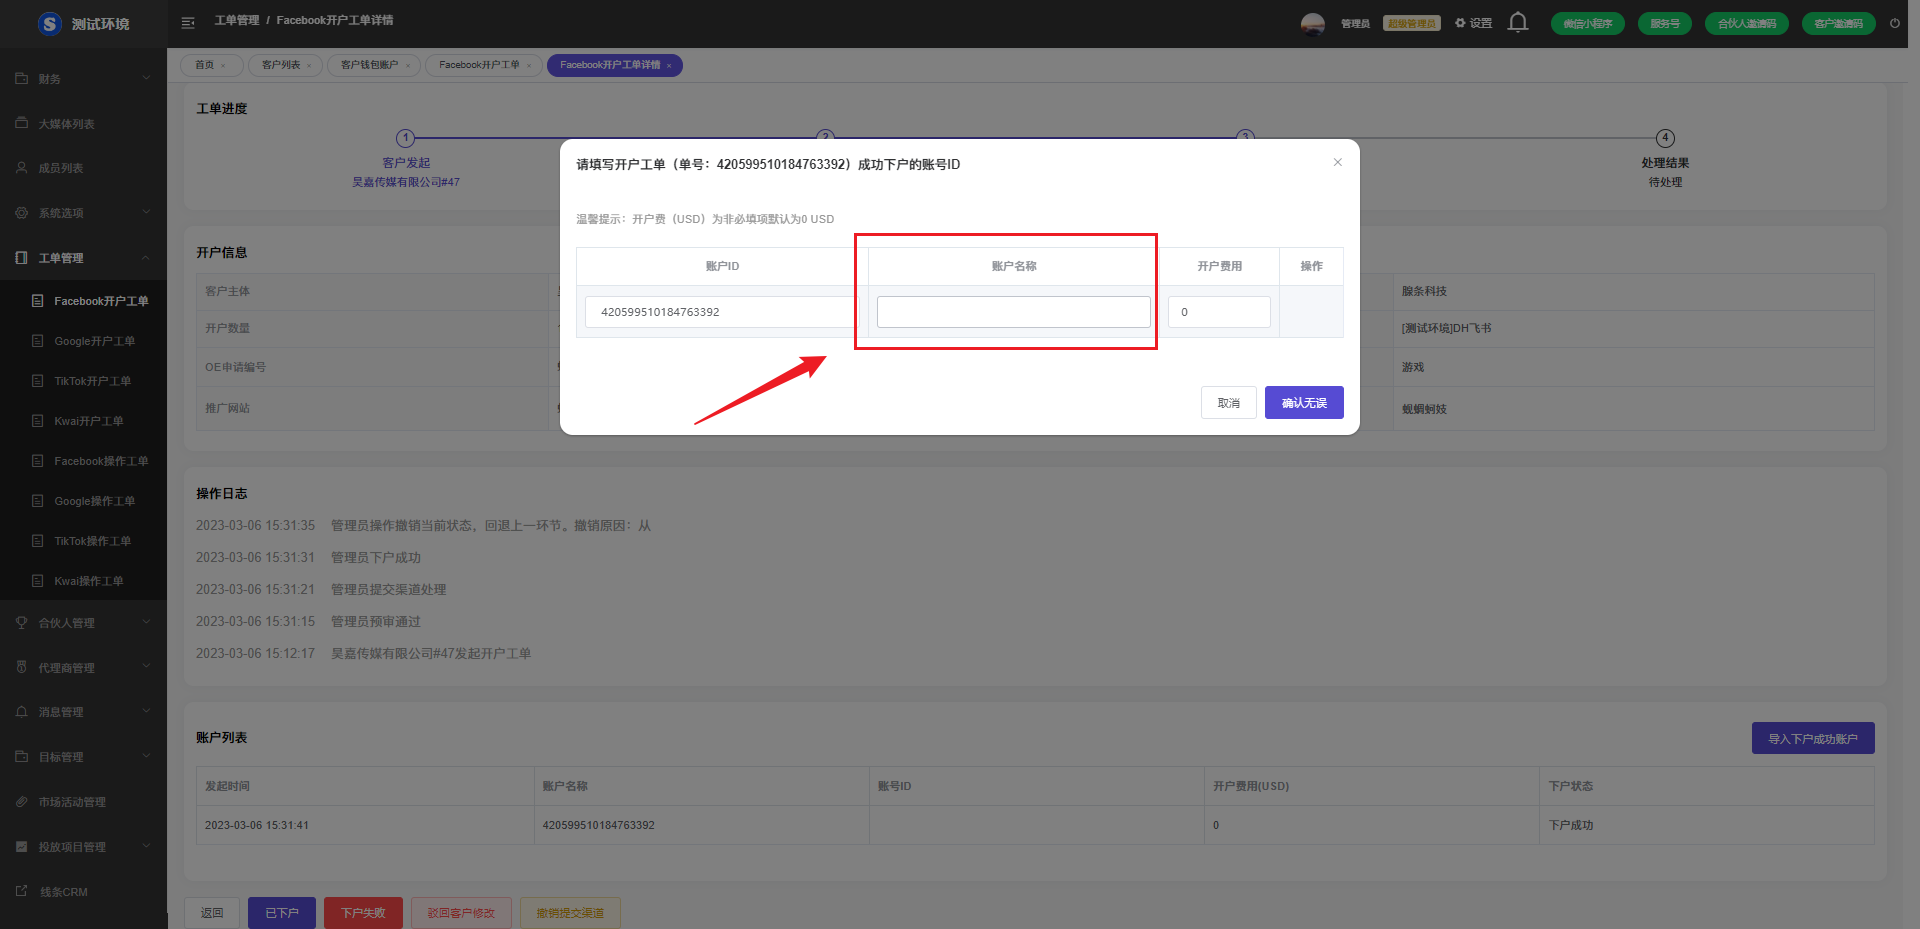 测试环境
工单管理 / Facebook开户工单详情
管理员
超级管理员
设置
微信小程序
服务号
合伙人邀请码
客户邀请码
首页 ×
客户列表 ×
客户钱包账户 ×
Facebook开户工单 ×
Facebook开户工单详情 ×
财务
大媒体列表
成员列表
系统选项
工单管理
Facebook开户工单
Google开户工单
TikTok开户工单
Kwai开户工单
Facebook操作工单
Google操作工单
TikTok操作工单
Kwai操作工单
合伙人管理
代理商管理
消息管理
目标管理
市场活动管理
投放项目管理
线条CRM
工单进度
1
2
3
4
客户发起
吴嘉传媒有限公司#47
处理结果
待处理
请填写开户工单（单号：420599510184763392）成功下户的账号ID
温馨提示：开户费（USD）为非必填项默认为0 USD
账户ID
账户名称
开户费用
操作
420599510184763392
0
取消
确认无误
开户信息
客户主体
腺条科技
开户数量
[测试环境]DH飞书
OE申请编号
游戏
推广网站
蚬蜩蚵妓
操作日志
2023-03-06 15:31:35 管理员操作撤销当前状态，回退上一环节。撤销原因：从
2023-03-06 15:31:31 管理员下户成功
2023-03-06 15:31:21 管理员提交渠道处理
2023-03-06 15:31:15 管理员预审通过
2023-03-06 15:12:17 吴嘉传媒有限公司#47发起开户工单
账户列表
导入下户成功账户
发起时间
账户名称
账号ID
开户费用(USD)
下户状态
2023-03-06 15:31:41
420599510184763392
0
下户成功
返回
已下户
下户失败
驳回客户修改
撤销提交渠道